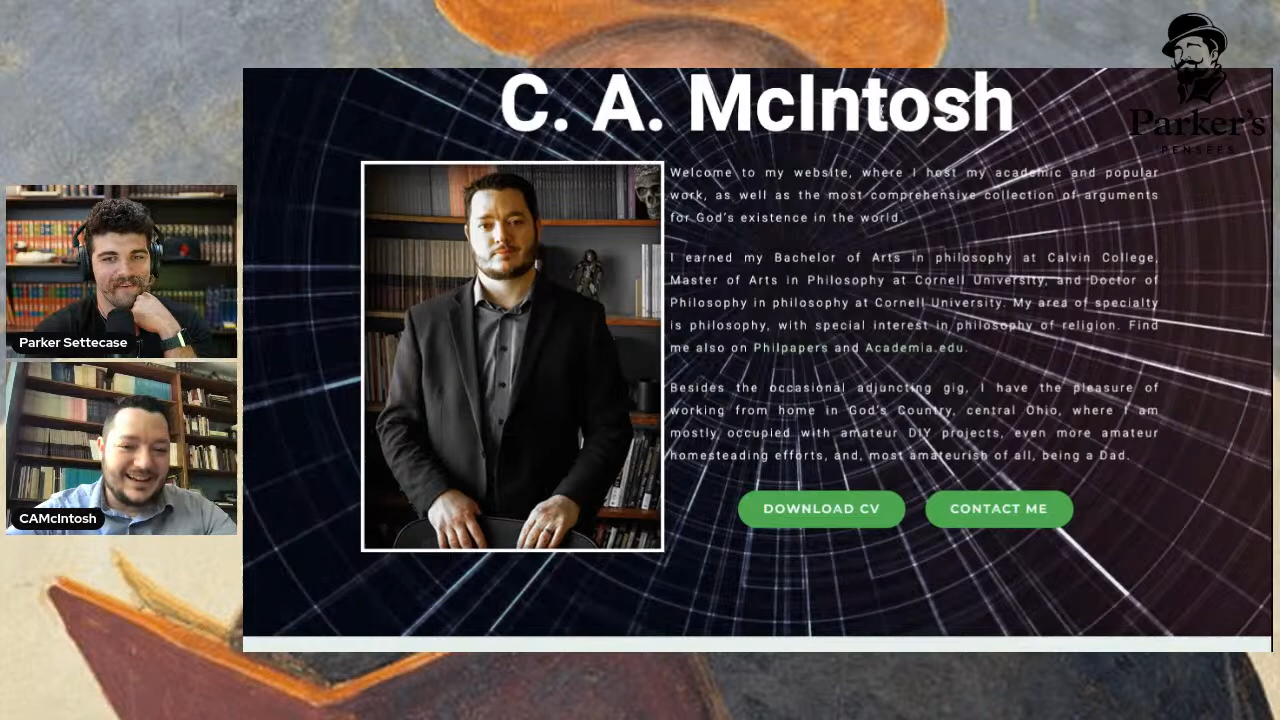 C. A. McIntosh
Parker's
PENSÉES
Welcome to my website, where I host my academic and popular
work, as well as the most comprehensive collection of arguments
for God's existence in the world.
I earned my Bachelor of Arts in philosophy at Calvin College,
Master of Arts in Philosophy at Cornell University, and Doctor of
Philosophy in philosophy at Cornell University. My area of specialty
is philosophy, with special interest in philosophy of religion. Find
me also on Philpapers and Academia.edu.
Besides the occasional adjuncting gig, I have the pleasure of
working from home in God's Country, central Ohio, where I am
mostly occupied with amateur DIY projects, even more amateur
homesteading efforts, and, most amateurish of all, being a Dad.
DOWNLOAD CV
CONTACT ME
Parker Settecase
CAMcIntosh